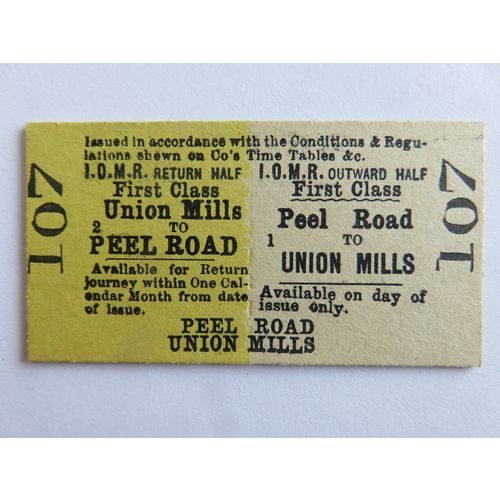 107
Issued in accordance with the Conditions & Regu-
lations shewn on Co's Time Tables &c.
I.O.M.R. RETURN HALF
First Class
Union Mills
2 TO
PEEL ROAD
Available for Return
journey within One Cal-
endar Month from date
of issue.
I.O.M.R. OUTWARD HALF
First Class
Peel Road
1 TO
UNION MILLS
Available on day of
issue only.
PEEL ROAD
UNION MILLS
107